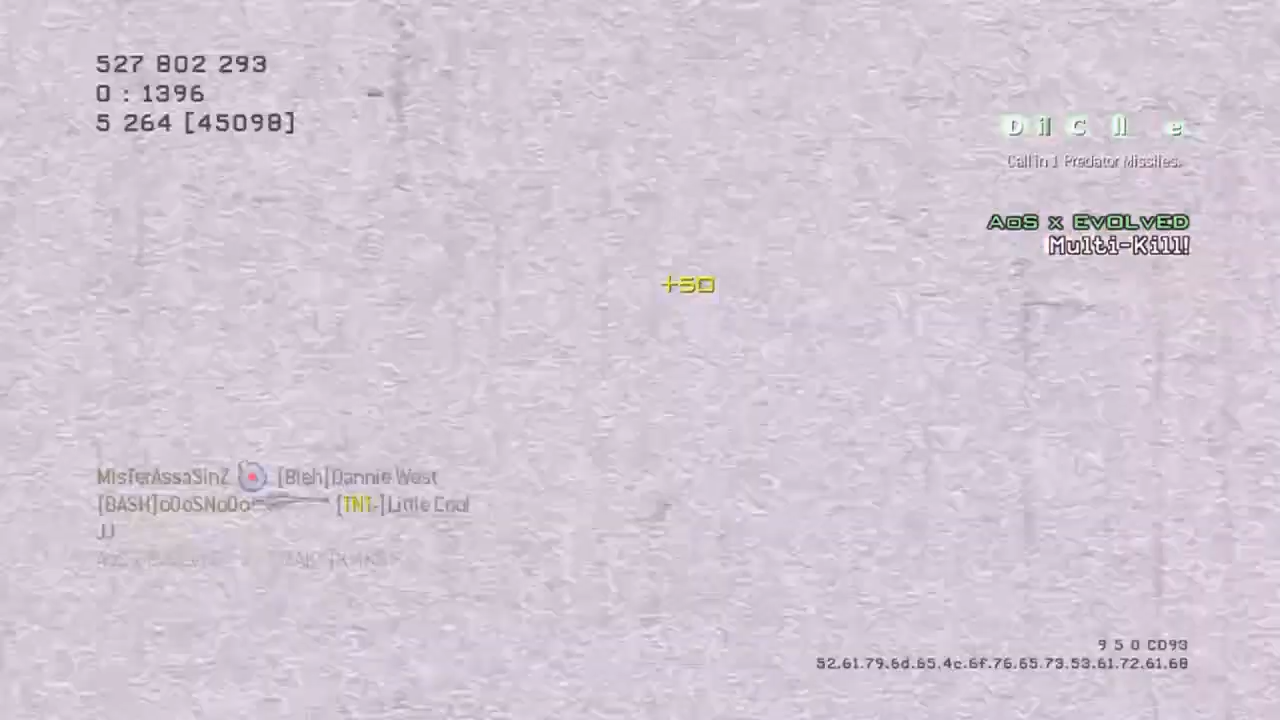 527 802 293
0 : 1396
5 264 [45098]
Call in 1 Predator Missiles.
AoS x EvOLvED
Multi-Kill!
+50
MisTerAssaSinZ [Bleh]Dannie West
[BASH]oOoSNoOo [TNT-]Little Cool
JJ
9 5 0 CD93
52.61.79.6d.65.4c.6f.76.65.73.53.61.72.61.68